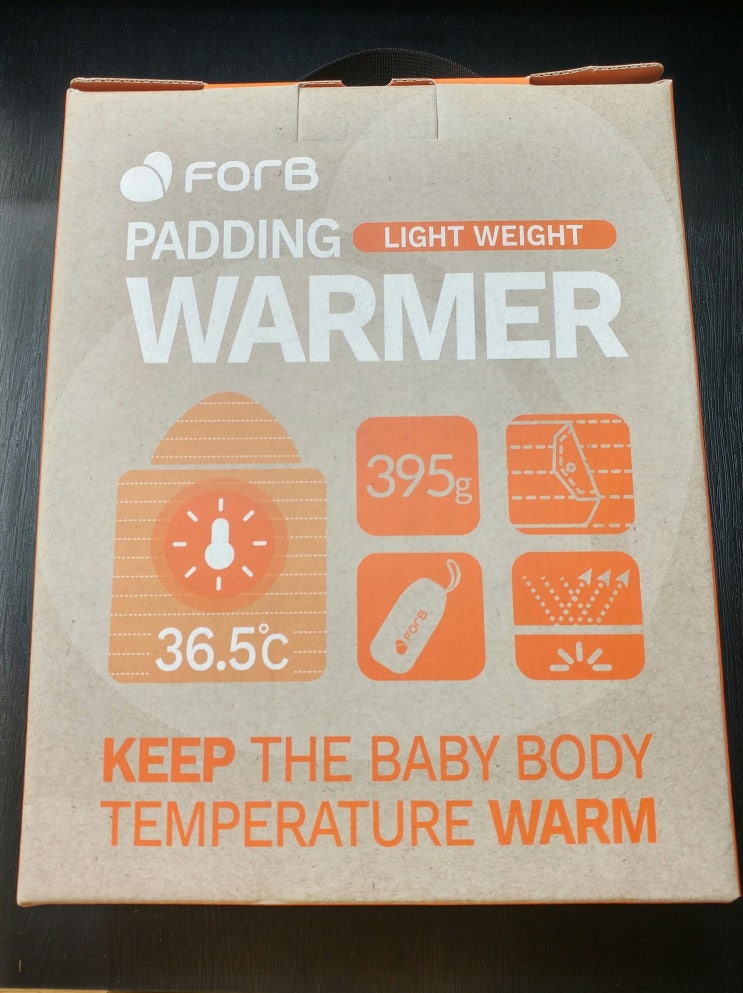 ForB
PADDING LIGHT WEIGHT
WARMER
395g
ForB
36.5°C
KEEP THE BABY BODY
TEMPERATURE WARM